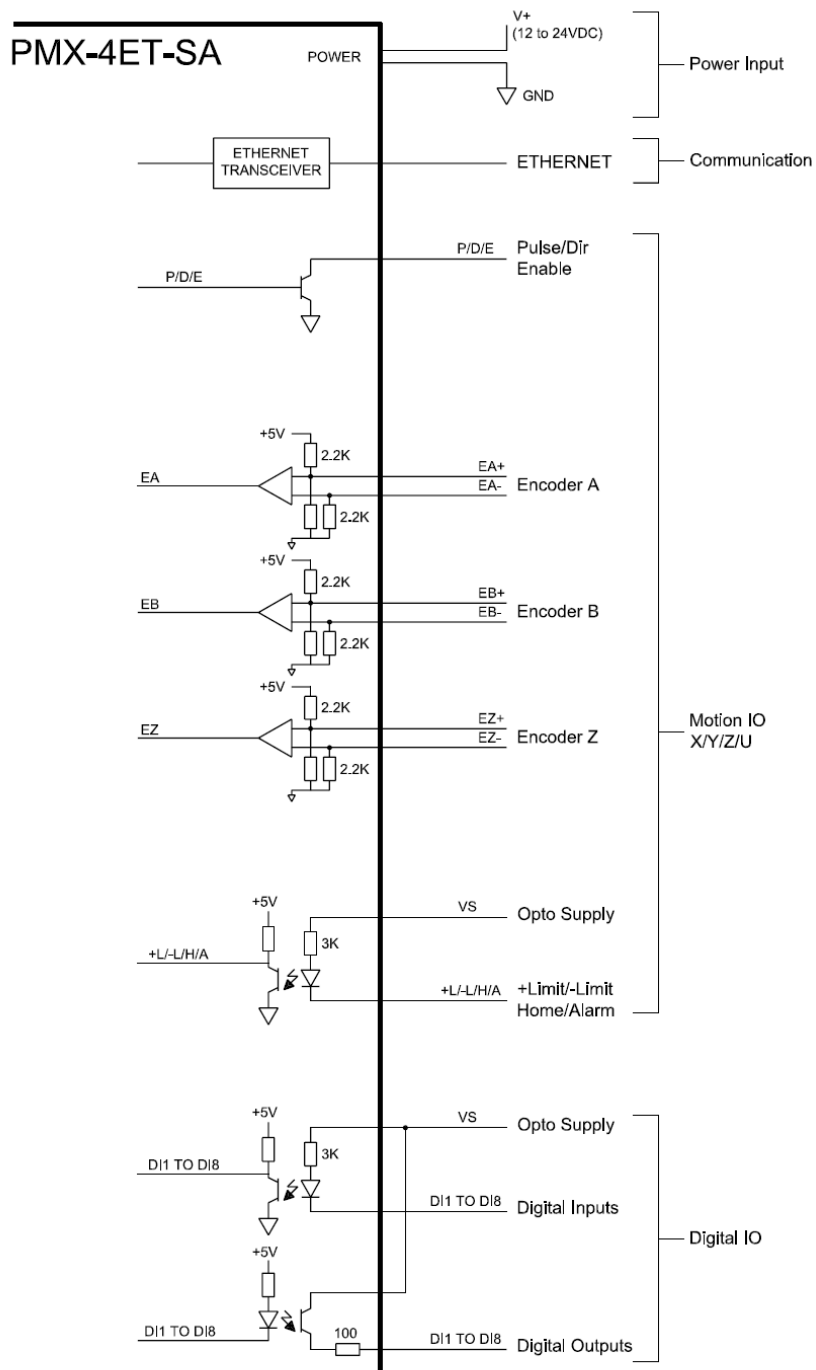 PMX-4ET-SA
POWER
V+
(12 to 24VDC)
GND
Power Input
ETHERNET
TRANSCEIVER
ETHERNET
Communication
P/D/E
P/D/E
Pulse/Dir
Enable
+5V
2.2K
EA
EA+
EA-
Encoder A
2.2K
+5V
2.2K
EB
EB+
EB-
Encoder B
2.2K
+5V
2.2K
EZ
EZ+
EZ-
Encoder Z
2.2K
Motion IO
X/Y/Z/U
+5V
VS
Opto Supply
3K
+L/-L/H/A
+L/-L/H/A
+Limit/-Limit
Home/Alarm
+5V
VS
Opto Supply
3K
DI1 TO DI8
DI1 TO DI8
Digital Inputs
Digital IO
+5V
DI1 TO DI8
100
DI1 TO DI8
Digital Outputs